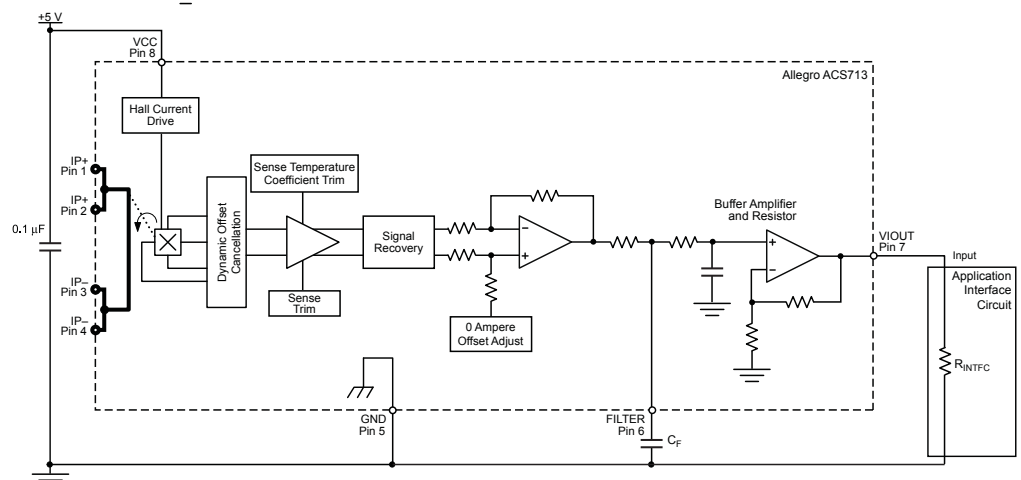 +5 V
VCC
Pin 8
Allegro ACS713
Hall Current
Drive
IP+
Pin 1
IP+
Pin 2
0.1 µF
IP–
Pin 3
IP–
Pin 4
Dynamic Offset
Cancellation
Sense Temperature
Coefficient Trim
Sense
Trim
Signal
Recovery
–
+
0 Ampere
Offset Adjust
Buffer Amplifier
and Resistor
+
–
VIOUT
Pin 7
Input
Application
Interface
Circuit
RINTFC
GND
Pin 5
FILTER
Pin 6
CF